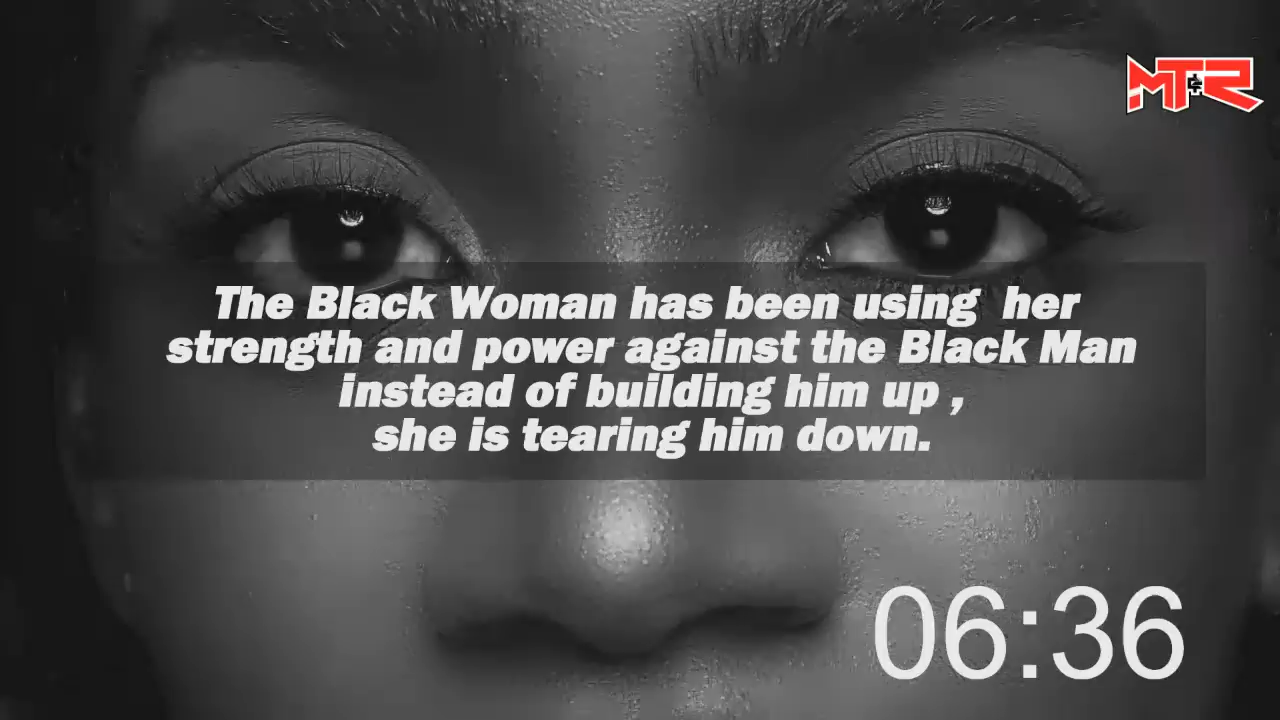 MT&R
The Black Woman has been using  her
strength and power against the Black Man
instead of building him up ,
she is tearing him down.
06:36